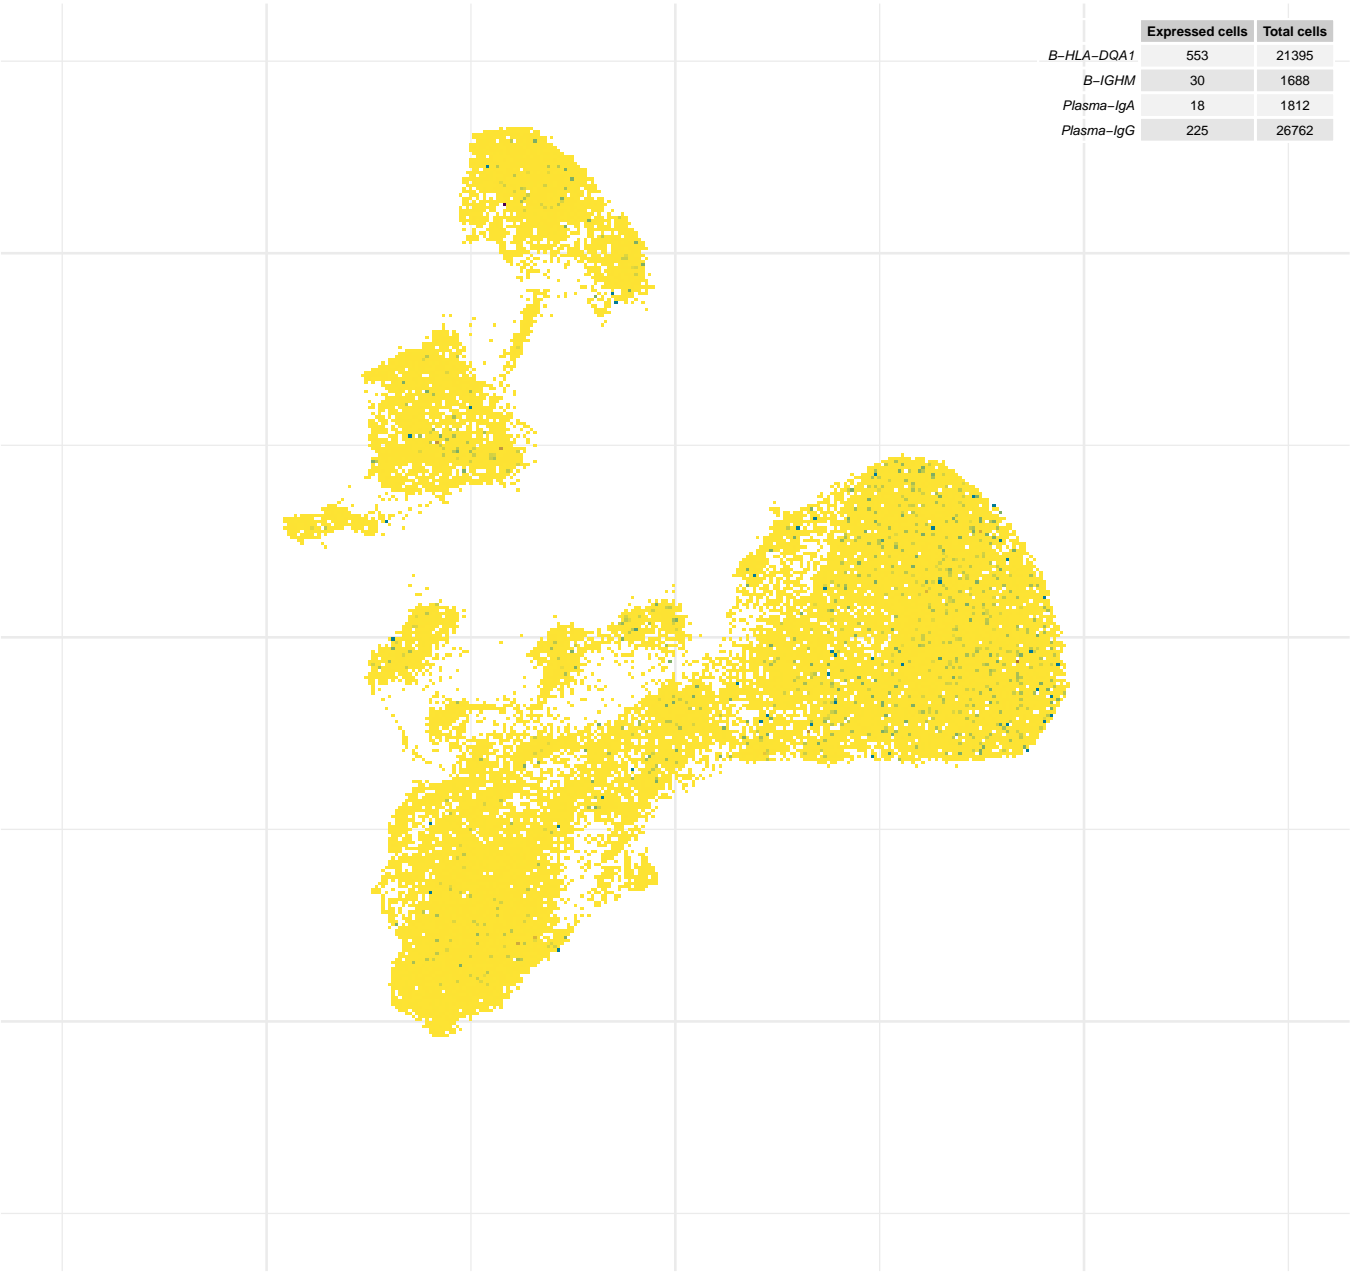 Expressed cells Total cells
B−HLA−DQA1 553 21395
B−IGHM 30 1688
Plasma−IgA 18 1812
Plasma−IgG 225 26762